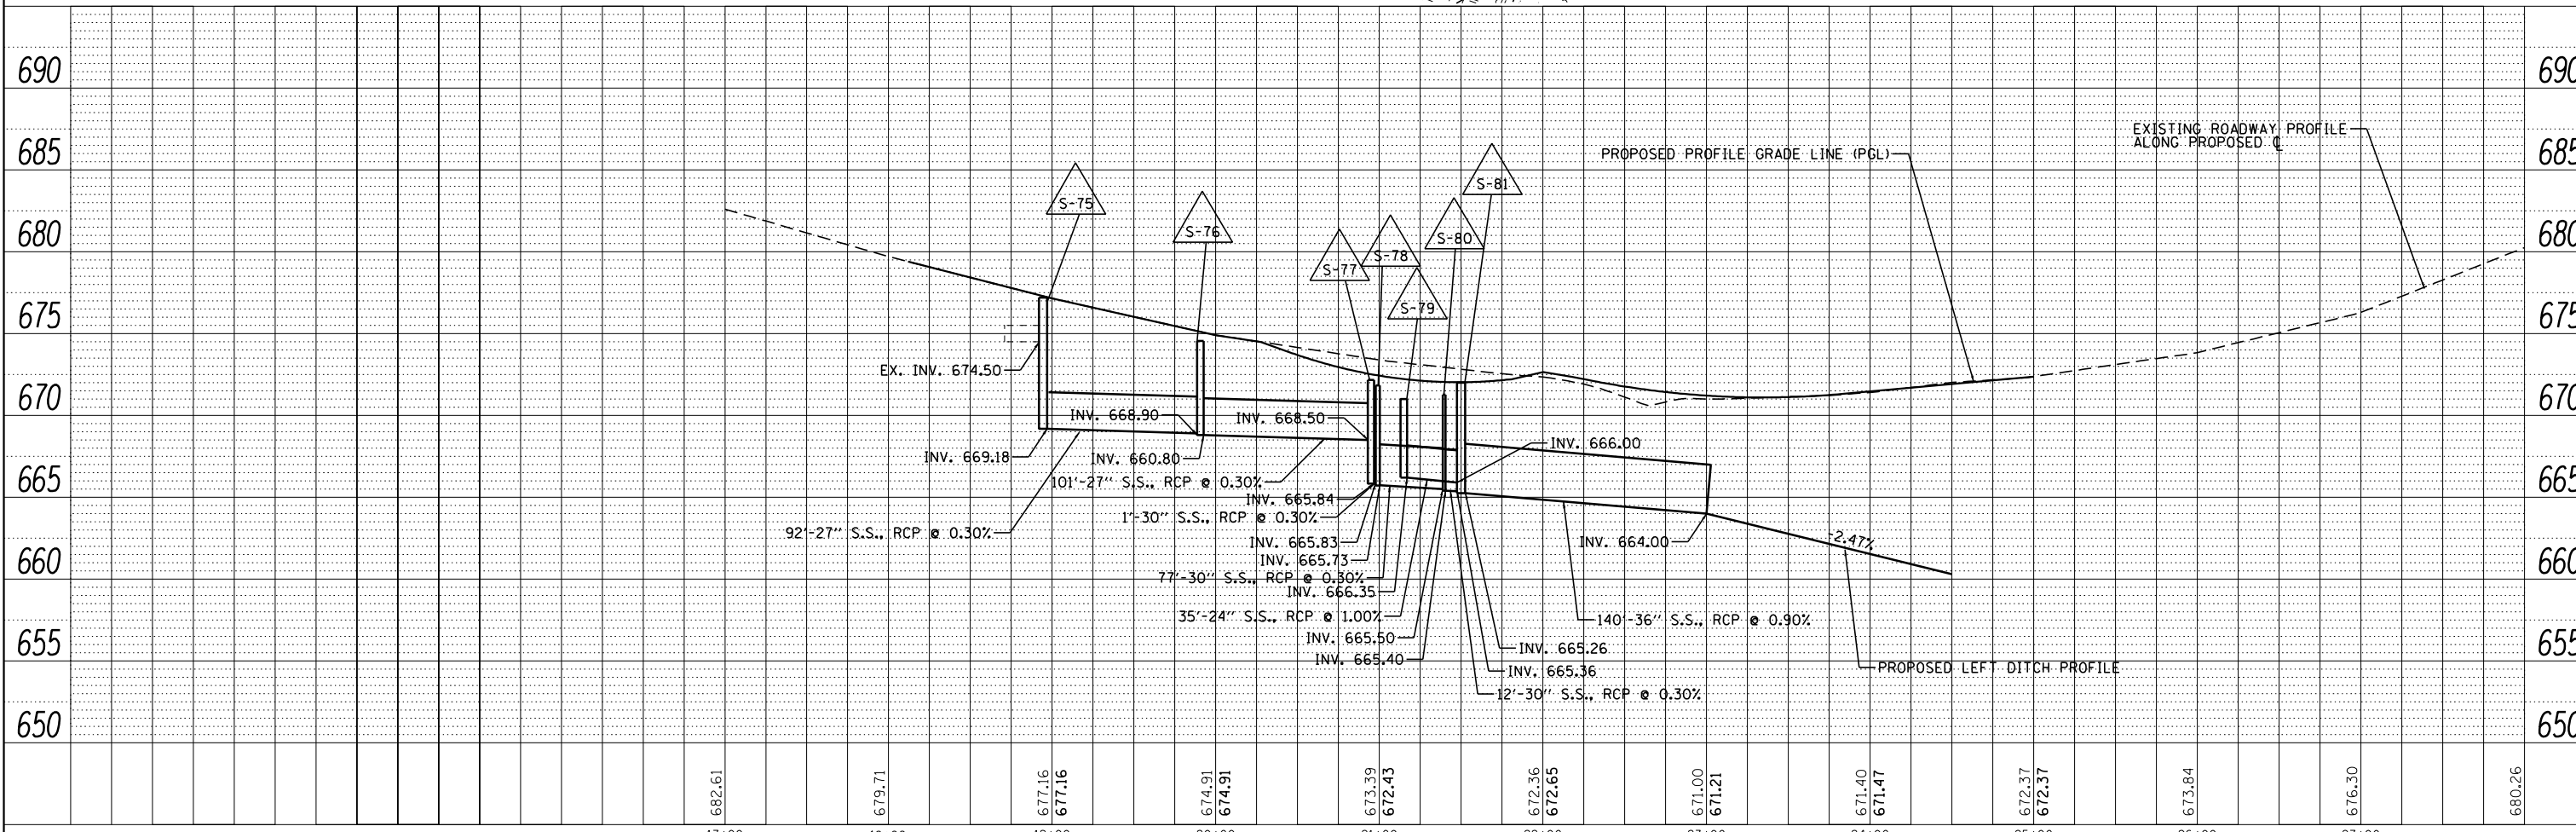 690
690
685
685
680
680
675
675
670
670
665
665
660
660
655
655
650
650
EXISTING ROADWAY PROFILE
ALONG PROPOSED ℄
PROPOSED PROFILE GRADE LINE (PGL)
S-75
S-76
S-77
S-78
S-79
S-80
S-81
EX. INV. 674.50
INV. 668.90
INV. 668.50
INV. 666.00
INV. 669.18
INV. 660.80
101'-27'' S.S., RCP @ 0.30%
INV. 665.84
1'-30'' S.S., RCP @ 0.30%
92'-27'' S.S., RCP @ 0.30%
INV. 665.83
INV. 664.00
-2.47%
INV. 665.73
77'-30'' S.S., RCP @ 0.30%
INV. 666.35
35'-24'' S.S., RCP @ 1.00%
140'-36'' S.S., RCP @ 0.90%
INV. 665.50
INV. 665.26
INV. 665.40
INV. 665.36
PROPOSED LEFT DITCH PROFILE
12'-30'' S.S., RCP @ 0.30%
682.61
679.71
677.16
677.16
674.91
674.91
673.39
672.43
672.36
672.65
671.00
671.21
671.40
671.47
672.37
672.37
673.84
676.30
680.26